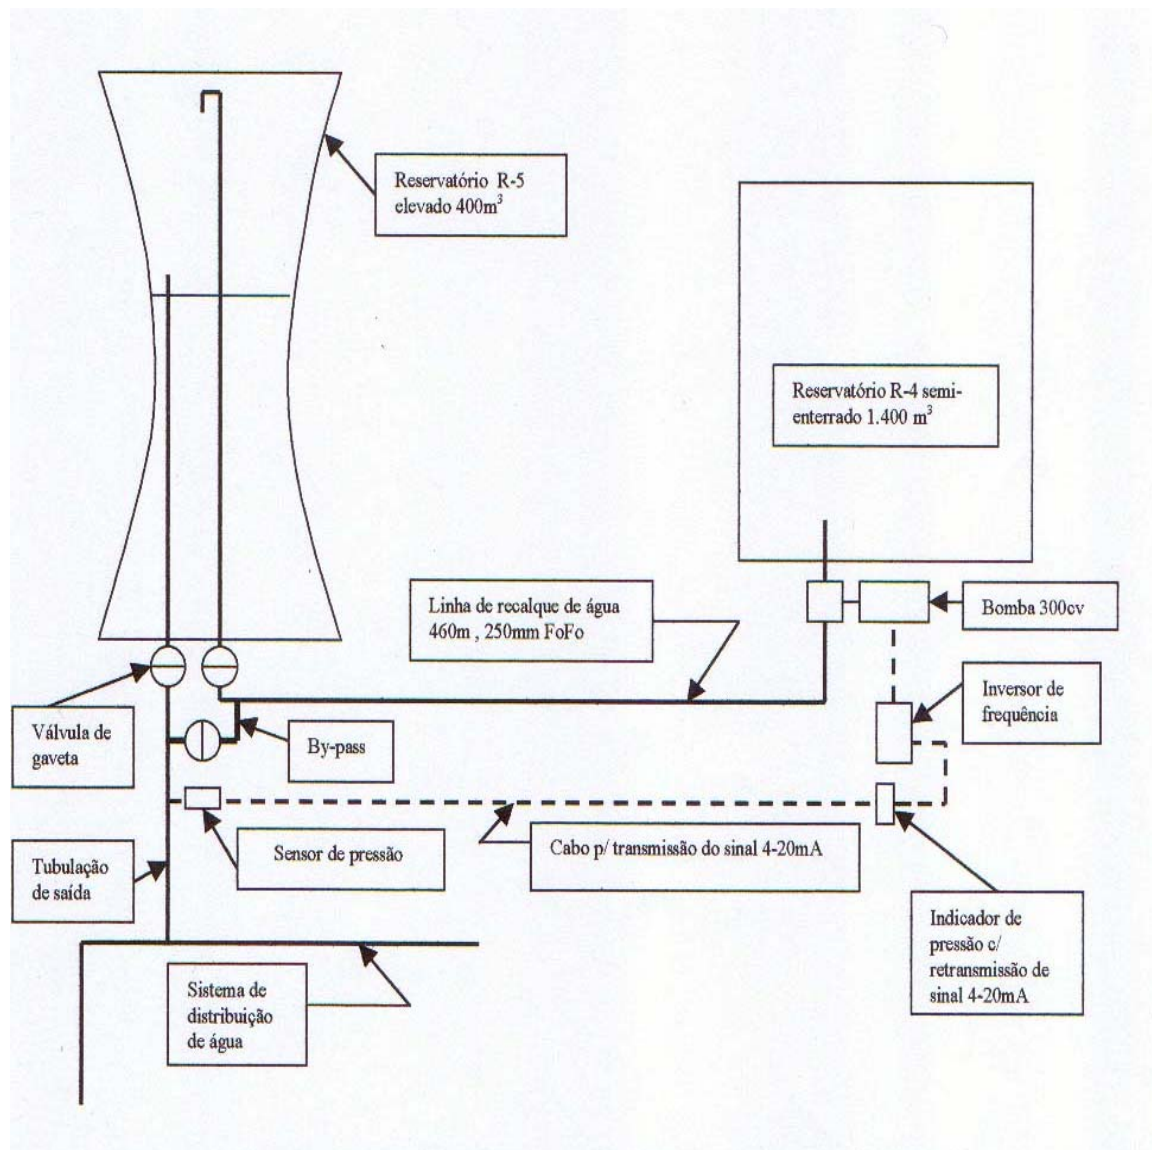 Reservatório R-5
elevado 400m³
Reservatório R-4 semi-
enterrado 1.400 m³
Linha de recalque de água
460m , 250mm FoFo
Bomba 300cv
Inversor de
frequência
Válvula de
gaveta
By-pass
Sensor de pressão
Cabo p/ transmissão do sinal 4-20mA
Tubulação
de saída
Indicador de
pressão c/
retransmissão de
sinal 4-20mA
Sistema de
distribuição
de água